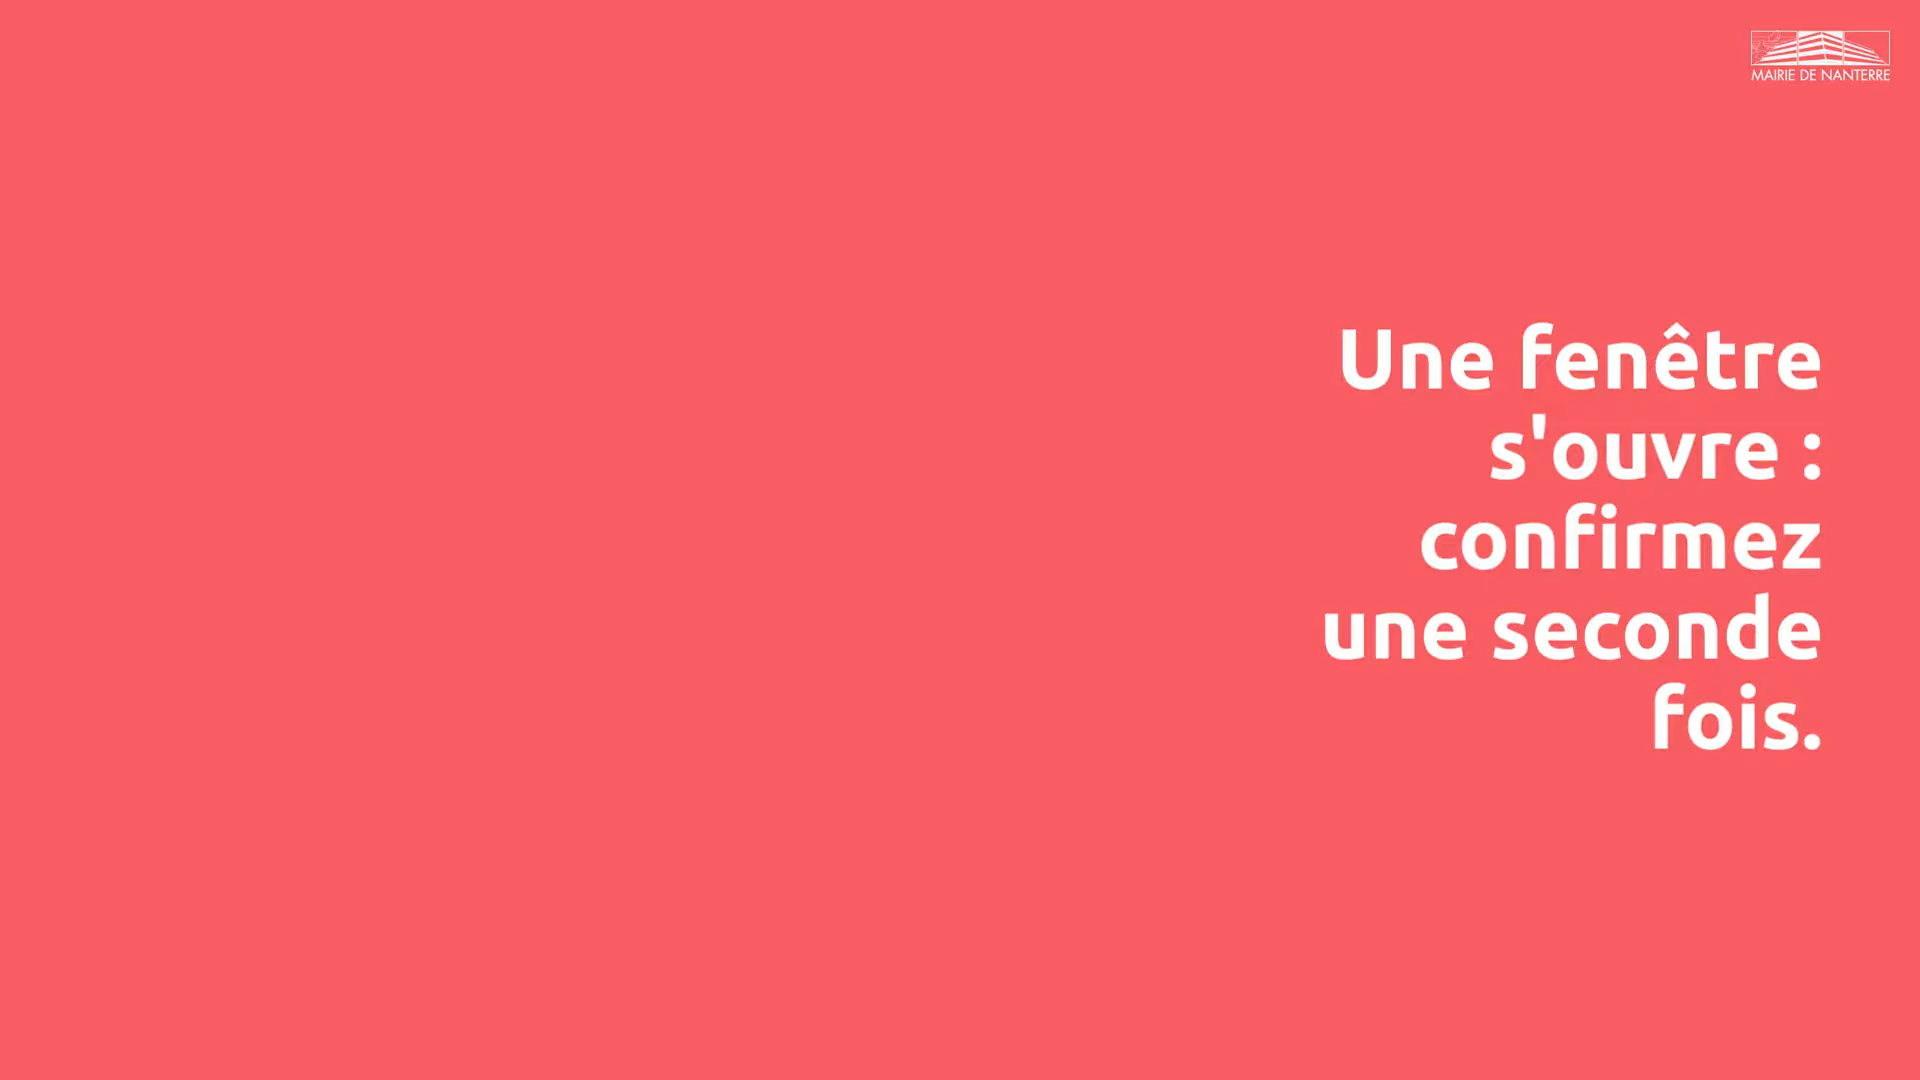 MAIRIE DE NANTERRE
Une fenêtre
s'ouvre :
confirmez
une seconde
fois.